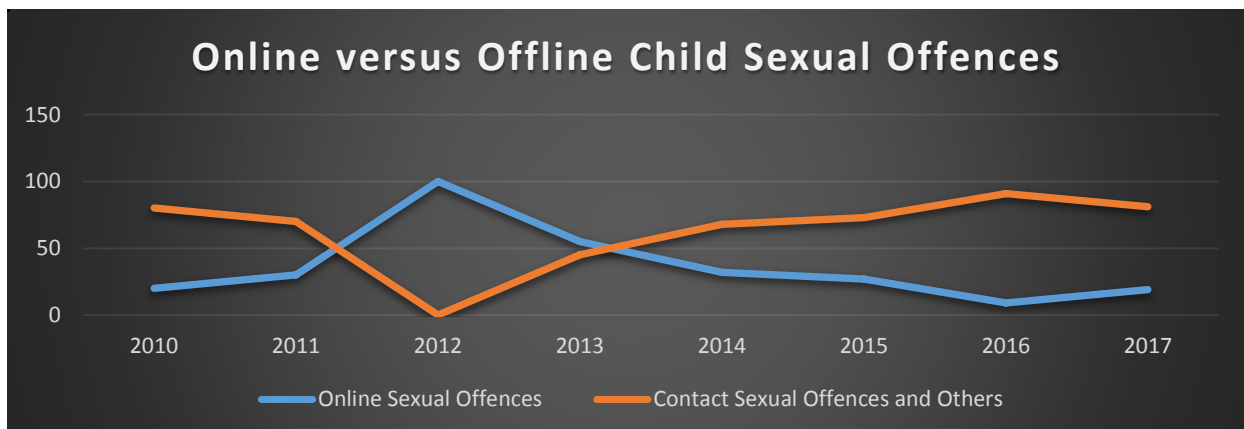 Online versus Offline Child Sexual Offences
150
100
50
0
2010 2011 2012 2013 2014 2015 2016 2017
Online Sexual Offences Contact Sexual Offences and Others